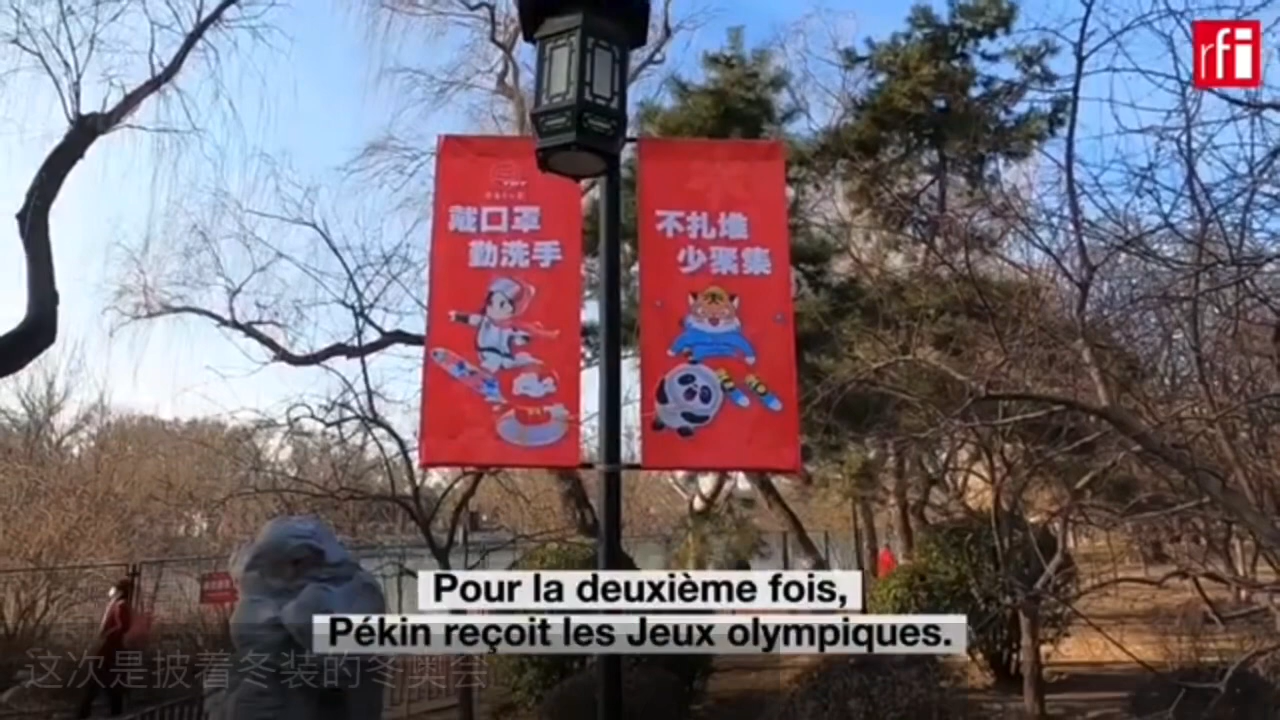 rfi
戴口罩
勤洗手
不扎堆
少聚集
Pour la deuxième fois,
Pékin reçoit les Jeux olympiques.
这次是披着冬装的冬奥会